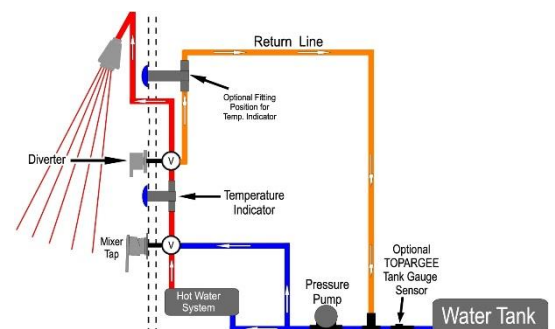 Return Line
Optional Fitting
Position for
Temp. Indicator
Diverter
V
Temperature
Indicator
Mixer
Tap
V
Optional
TOPARGEE
Tank Gauge
Sensor
Pressure
Pump
Hot Water
System
Water Tank